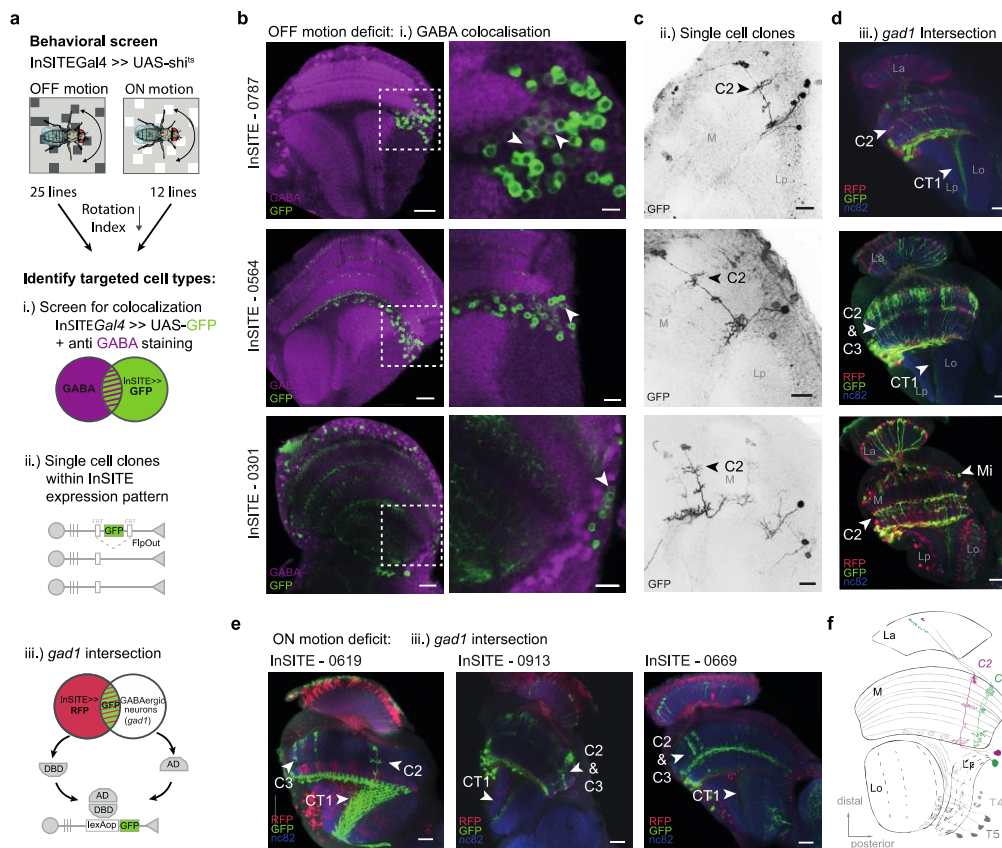 a
Behavioral screen
InSITEGal4 >> UAS-shiᵗˢ
OFF motion
ON motion
25 lines
12 lines
Rotation
Index
Identify targeted cell types:
i.) Screen for colocalization
InSITEGal4 >> UAS-GFP
+ anti GABA staining
GABA
InSITE>>
GFP
ii.) Single cell clones
within InSITE
expression pattern
FRT
GFP
FRT
FlpOut
iii.) gad1 intersection
InSITE>>
RFP
GFP
GABAergic
neurons
(gad1)
DBD
AD
AD
DBD
lexAop
GFP
b
OFF motion deficit:
i.) GABA colocalisation
InSITE - 0787
GABA
GFP
InSITE - 0564
GABA
GFP
InSITE - 0301
GABA
GFP
c
ii.) Single cell clones
C2
M
Lp
GFP
C2
M
Lp
GFP
C2
M
GFP
d
iii.) gad1 Intersection
La
C2
CT1
Lo
Lp
RFP
GFP
nc82
La
C2
&
C3
CT1
Lo
Lp
RFP
GFP
nc82
La
Mi
M
C2
Lp
Lo
RFP
GFP
nc82
e
ON motion deficit:
iii.) gad1 intersection
InSITE - 0619
C3
C2
CT1
RFP
GFP
nc82
InSITE - 0913
C2
&
C3
CT1
RFP
GFP
nc82
InSITE - 0669
C2
&
C3
CT1
RFP
GFP
nc82
f
La
C2
C
M
Lp
Lo
T4
T5
distal
posterior